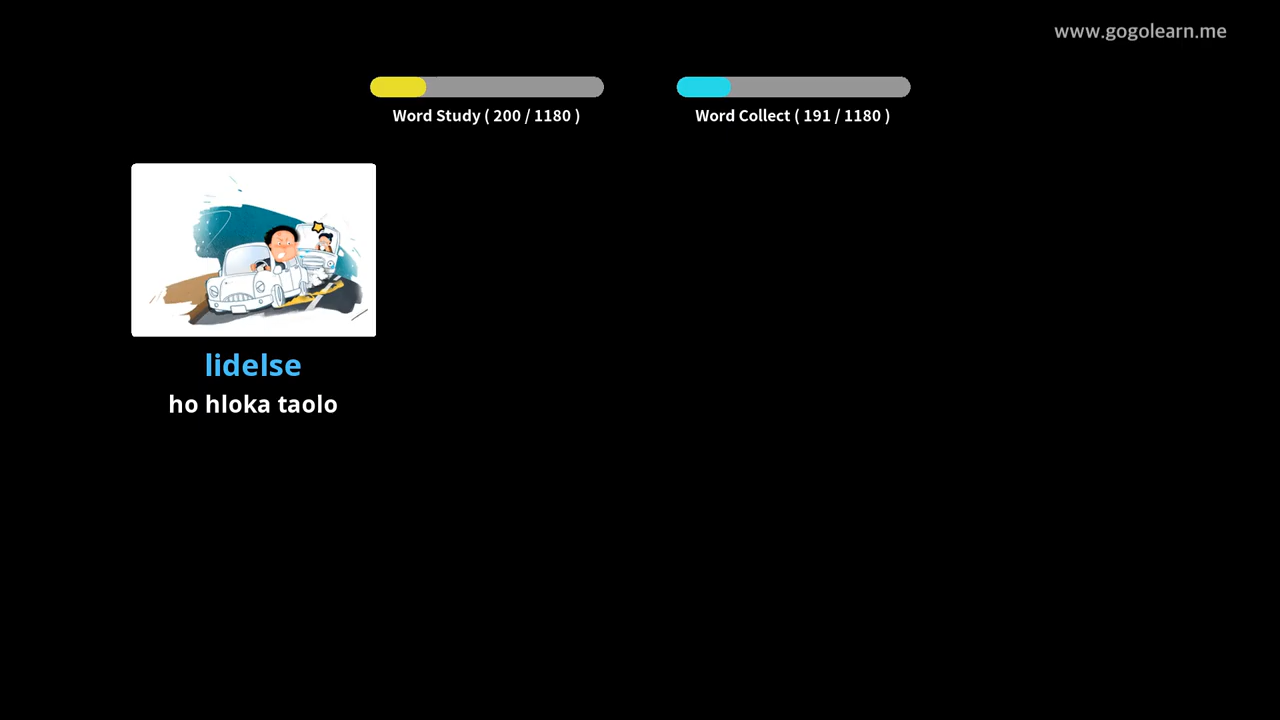 www.gogolearn.me
Word Study ( 200 / 1180 )
Word Collect ( 191 / 1180 )
lidelse
ho hloka taolo